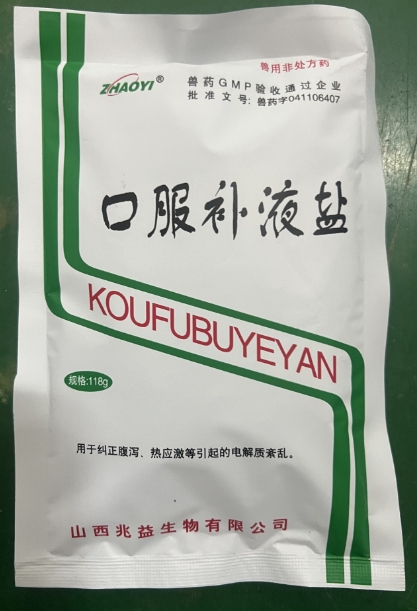 兽用非处方药
ZHAOYI®
兽药GMP验收通过企业
批准文号:兽药字041106407
口服补液盐
KOUFUBUYEYAN
规格:118g
用于纠正腹泻、热应激等引起的电解质紊乱。
山西兆益生物有限公司